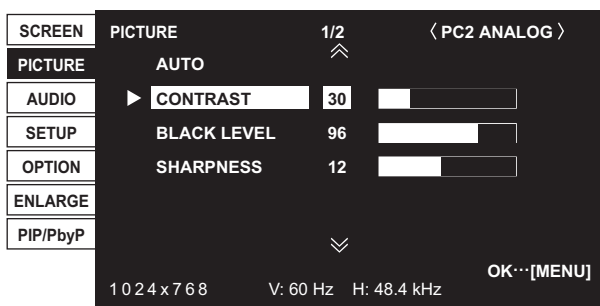 SCREEN
PICTURE
AUDIO
SETUP
OPTION
ENLARGE
PIP/PbyP
PICTURE 1/2 〈 PC2 ANALOG 〉
AUTO
CONTRAST 30
BLACK LEVEL 96
SHARPNESS 12
OK···[MENU]
1024x768 V: 60 Hz H: 48.4 kHz